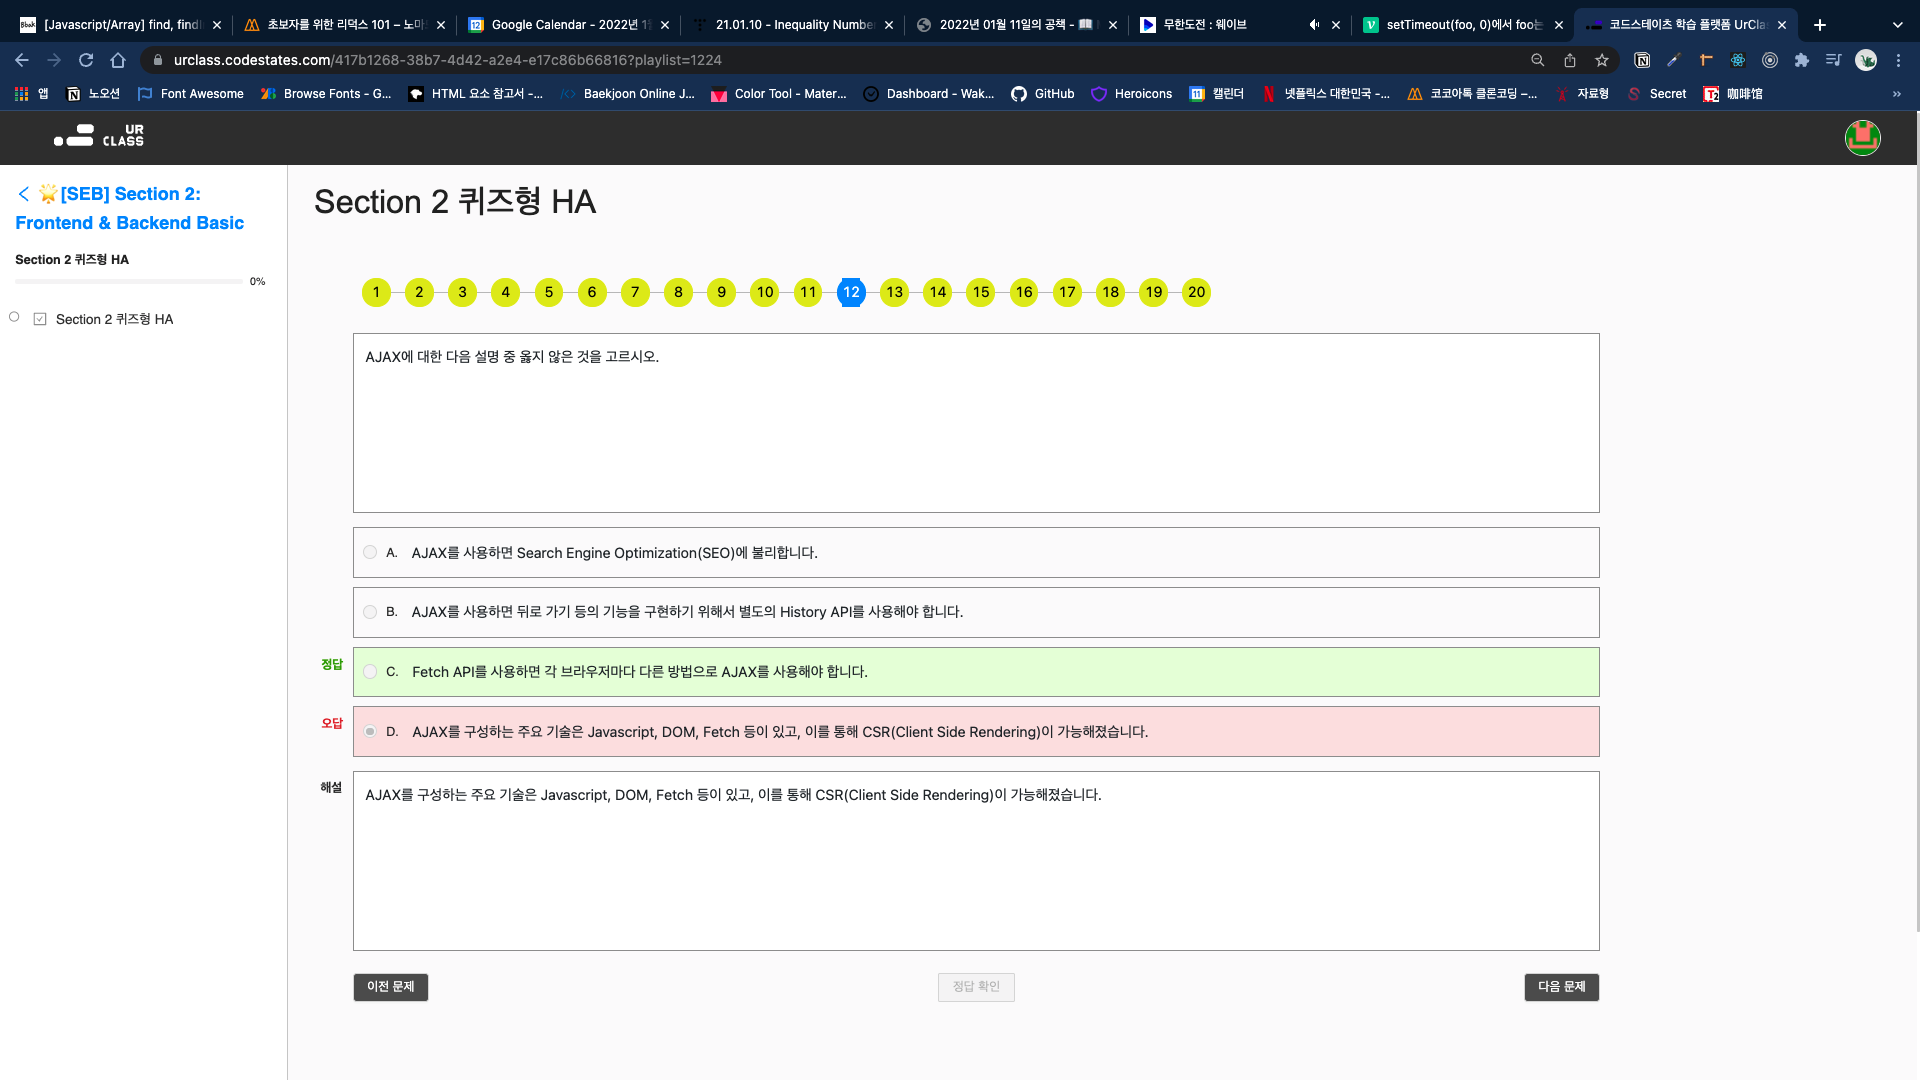 [Javascript/Array] find, findI
초보자를 위한 리덕스 101 – 노마
Google Calendar - 2022년 1
21.01.10 - Inequality Number
2022년 01월 11일의 공책 - 📖
무한도전 : 웨이브
setTimeout(foo, 0)에서 foo는
코드스테이츠 학습 플랫폼 UrCla
urclass.codestates.com/417b1268-38b7-4d42-a2e4-e17c86b66816?playlist=1224
앱
노오션
Font Awesome
Browse Fonts - G...
HTML 요소 참고서 -...
Baekjoon Online J...
Color Tool - Mater...
Dashboard - Wak...
GitHub
Heroicons
캘린더
넷플릭스 대한민국 -...
코코아톡 클론코딩 –...
자료형
Secret
咖啡馆
»
UR
CLASS
🌟[SEB] Section 2:
Frontend & Backend Basic
Section 2 퀴즈형 HA
0%
Section 2 퀴즈형 HA
Section 2 퀴즈형 HA
1 2 3 4 5 6 7 8 9 10 11 12 13 14 15 16 17 18 19 20
AJAX에 대한 다음 설명 중 옳지 않은 것을 고르시오.
A. AJAX를 사용하면 Search Engine Optimization(SEO)에 불리합니다.
B. AJAX를 사용하면 뒤로 가기 등의 기능을 구현하기 위해서 별도의 History API를 사용해야 합니다.
정답
C. Fetch API를 사용하면 각 브라우저마다 다른 방법으로 AJAX를 사용해야 합니다.
오답
D. AJAX를 구성하는 주요 기술은 Javascript, DOM, Fetch 등이 있고, 이를 통해 CSR(Client Side Rendering)이 가능해졌습니다.
해설
AJAX를 구성하는 주요 기술은 Javascript, DOM, Fetch 등이 있고, 이를 통해 CSR(Client Side Rendering)이 가능해졌습니다.
이전 문제
정답 확인
다음 문제